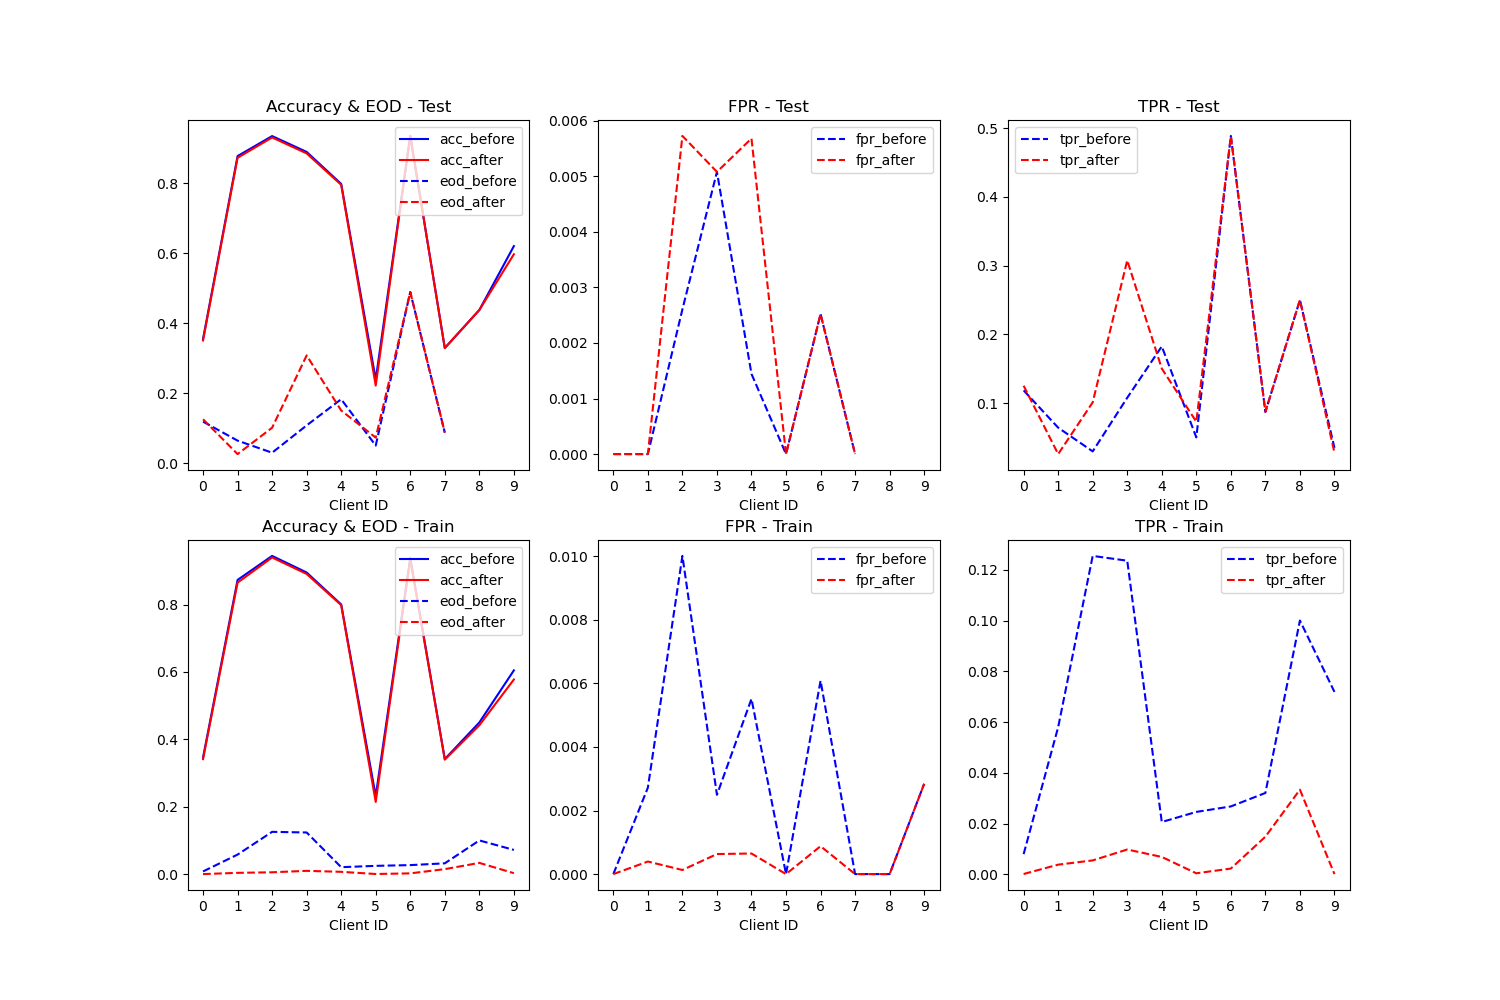 Accuracy & EOD - Test
acc_before
acc_after
eod_before
eod_after
0.8
0.6
0.4
0.2
0.0
0 1 2 3 4 5 6 7 8 9
Client ID
FPR - Test
fpr_before
fpr_after
0.006
0.005
0.004
0.003
0.002
0.001
0.000
0 1 2 3 4 5 6 7 8 9
Client ID
TPR - Test
tpr_before
tpr_after
0.5
0.4
0.3
0.2
0.1
0 1 2 3 4 5 6 7 8 9
Client ID
Accuracy & EOD - Train
acc_before
acc_after
eod_before
eod_after
0.8
0.6
0.4
0.2
0.0
0 1 2 3 4 5 6 7 8 9
Client ID
FPR - Train
fpr_before
fpr_after
0.010
0.008
0.006
0.004
0.002
0.000
0 1 2 3 4 5 6 7 8 9
Client ID
TPR - Train
tpr_before
tpr_after
0.12
0.10
0.08
0.06
0.04
0.02
0.00
0 1 2 3 4 5 6 7 8 9
Client ID